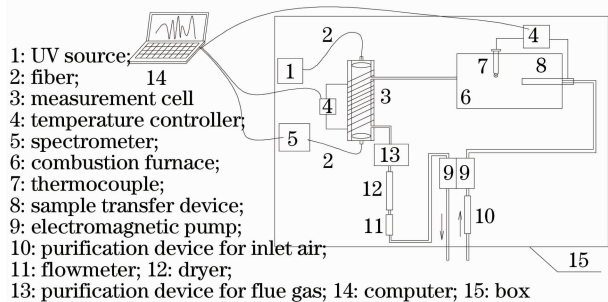 2
4
14
1
7
8
4
3
6
5
2
13
9 9
12
10
11
15
1: UV source;
2: fiber;
3: measurement cell
4: temperature controller;
5: spectrometer;
6: combustion furnace;
7: thermocouple;
8: sample transfer device;
9: electromagnetic pump;
10: purification device for inlet air;
11: flowmeter; 12: dryer;
13: purification device for flue gas; 14: computer; 15: box